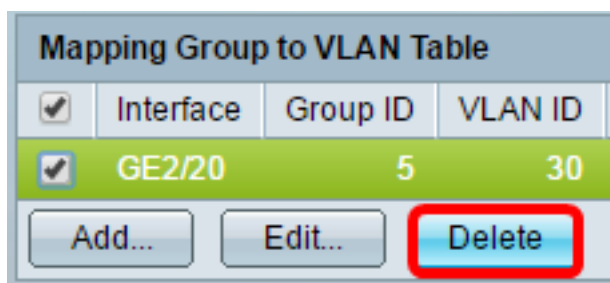 Mapping Group to VLAN Table
Interface Group ID VLAN ID
GE2/20 5 30
Add... Edit... Delete